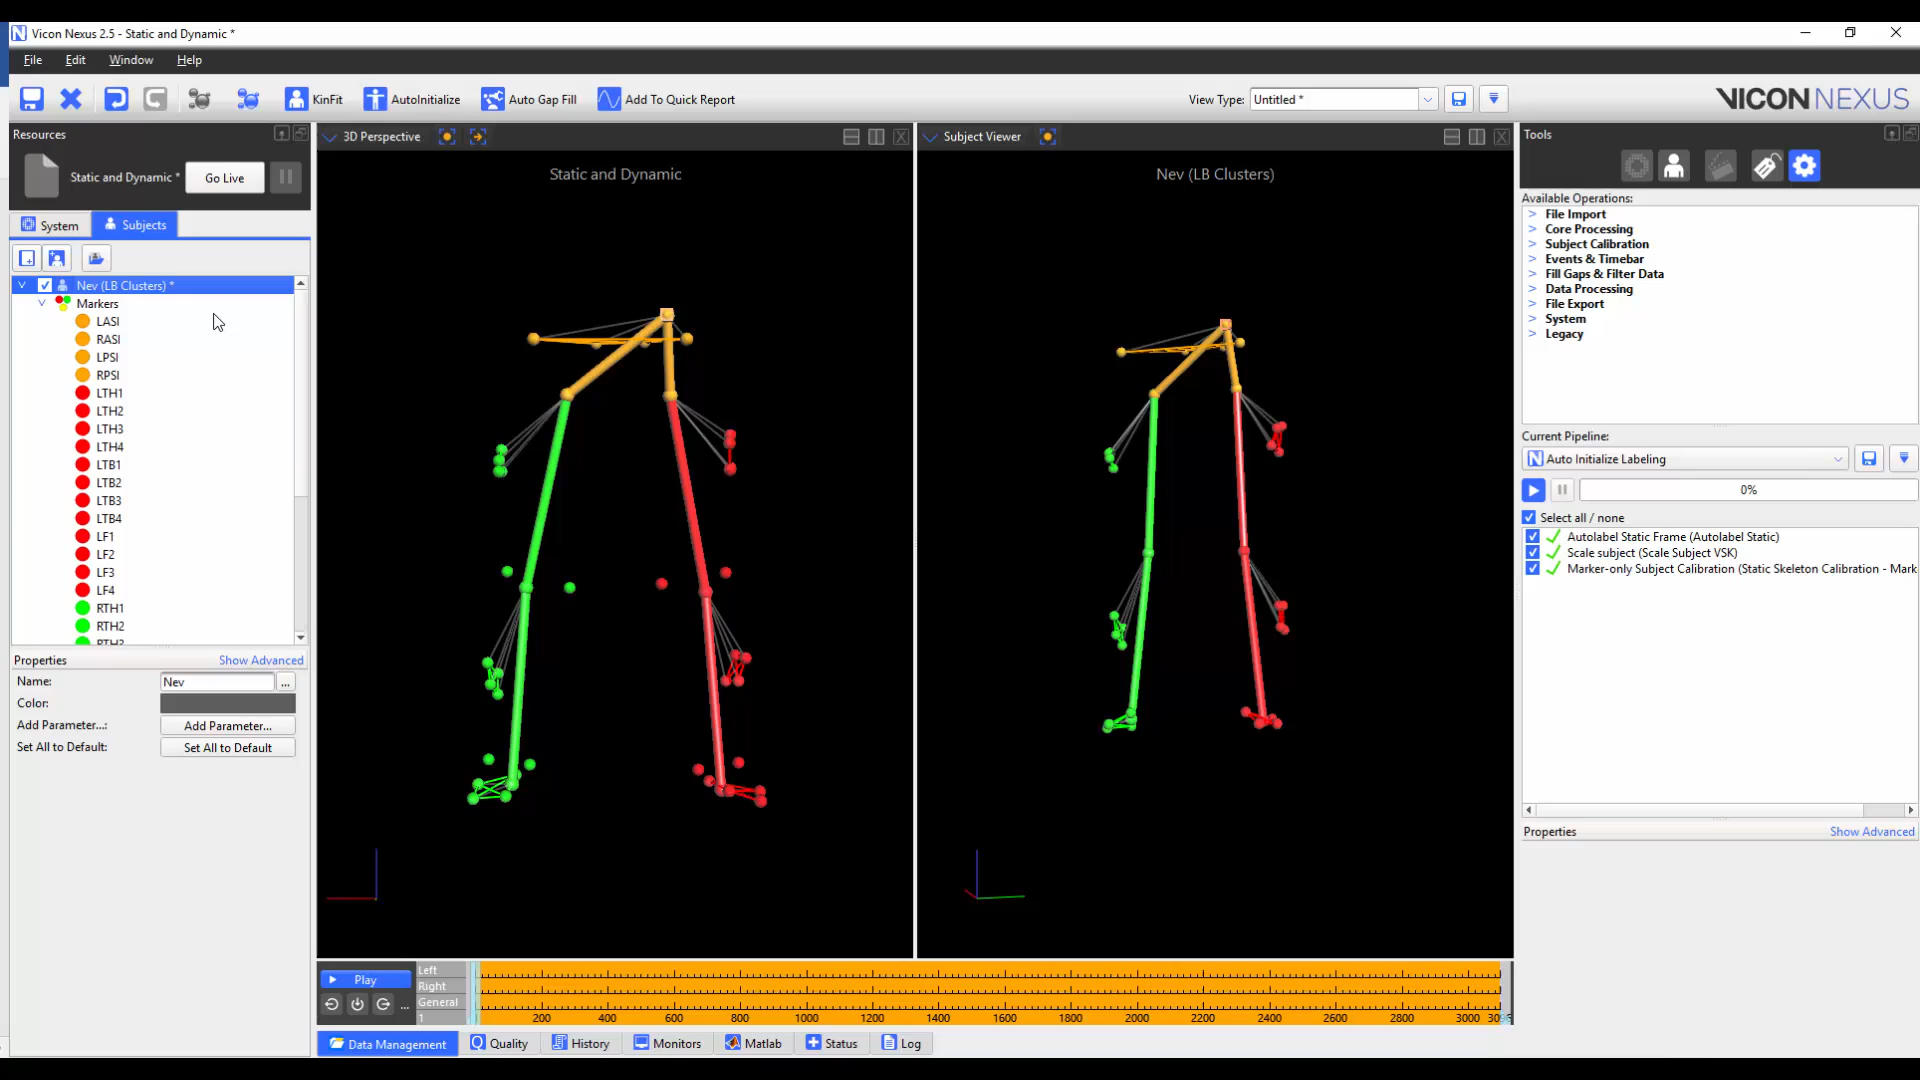 Vicon Nexus 2.5 - Static and Dynamic *
File Edit Window Help
KinFit AutoInitialize Auto Gap Fill Add To Quick Report View Type: Untitled * VICON NEXUS
Resources
Static and Dynamic * Go Live
System Subjects
Nev (LB Clusters) *
Markers
LASI
RASI
LPSI
RPSI
LTH1
LTH2
LTH3
LTH4
LTB1
LTB2
LTB3
LTB4
LF1
LF2
LF3
LF4
RTH1
RTH2
RTH3
Properties Show Advanced
Name: Nev ...
Color:
Add Parameter...: Add Parameter...
Set All to Default: Set All to Default
3D Perspective
Static and Dynamic
Subject Viewer
Nev (LB Clusters)
Play
Left
Right
General
1
...
200 400 600 800 1000 1200 1400 1600 1800 2000 2200 2400 2600 2800 3000
Data Management Quality History Monitors Matlab Status Log
Tools
Available Operations:
> File Import
> Core Processing
> Subject Calibration
> Events & Timebar
> Fill Gaps & Filter Data
> Data Processing
> File Export
> System
> Legacy
Current Pipeline:
Auto Initialize Labeling
0%
Select all / none
Autolabel Static Frame (Autolabel Static)
Scale subject (Scale Subject VSK)
Marker-only Subject Calibration (Static Skeleton Calibration - Mark
Properties Show Advanced